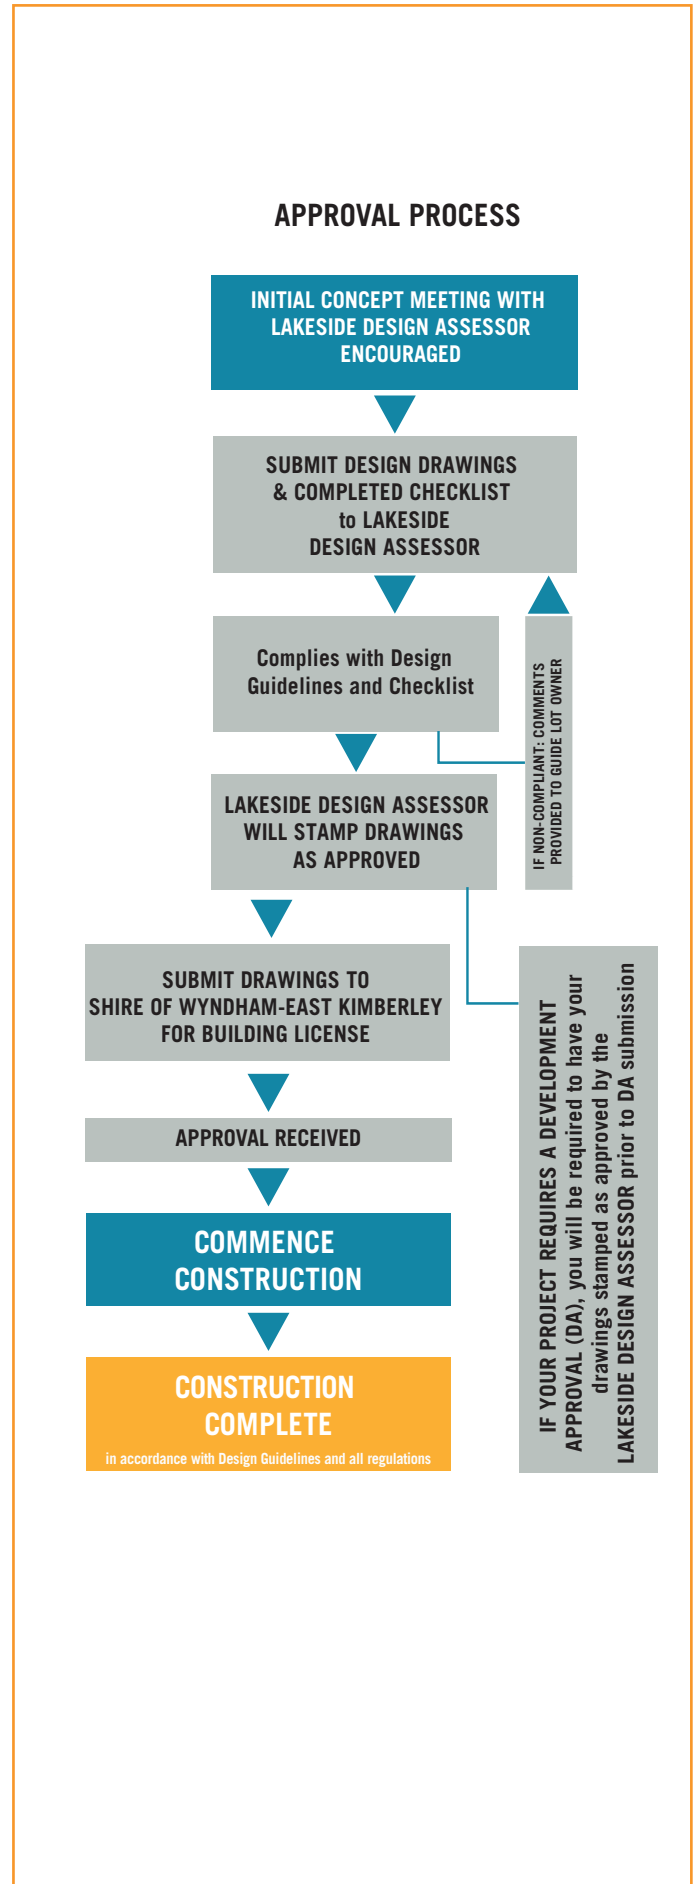 APPROVAL PROCESS
INITIAL CONCEPT MEETING WITH
LAKESIDE DESIGN ASSESSOR
ENCOURAGED
SUBMIT DESIGN DRAWINGS
& COMPLETED CHECKLIST
to LAKESIDE
DESIGN ASSESSOR
Complies with Design
Guidelines and Checklist
IF NON-COMPLIANT: COMMENTS
PROVIDED TO GUIDE LOT OWNER
LAKESIDE DESIGN ASSESSOR
WILL STAMP DRAWINGS
AS APPROVED
SUBMIT DRAWINGS TO
SHIRE OF WYNDHAM-EAST KIMBERLEY
FOR BUILDING LICENSE
IF YOUR PROJECT REQUIRES A DEVELOPMENT
APPROVAL (DA), you will be required to have your
drawings stamped as approved by the
LAKESIDE DESIGN ASSESSOR prior to DA submission
APPROVAL RECEIVED
COMMENCE
CONSTRUCTION
CONSTRUCTION
COMPLETE
in accordance with Design Guidelines and all regulations